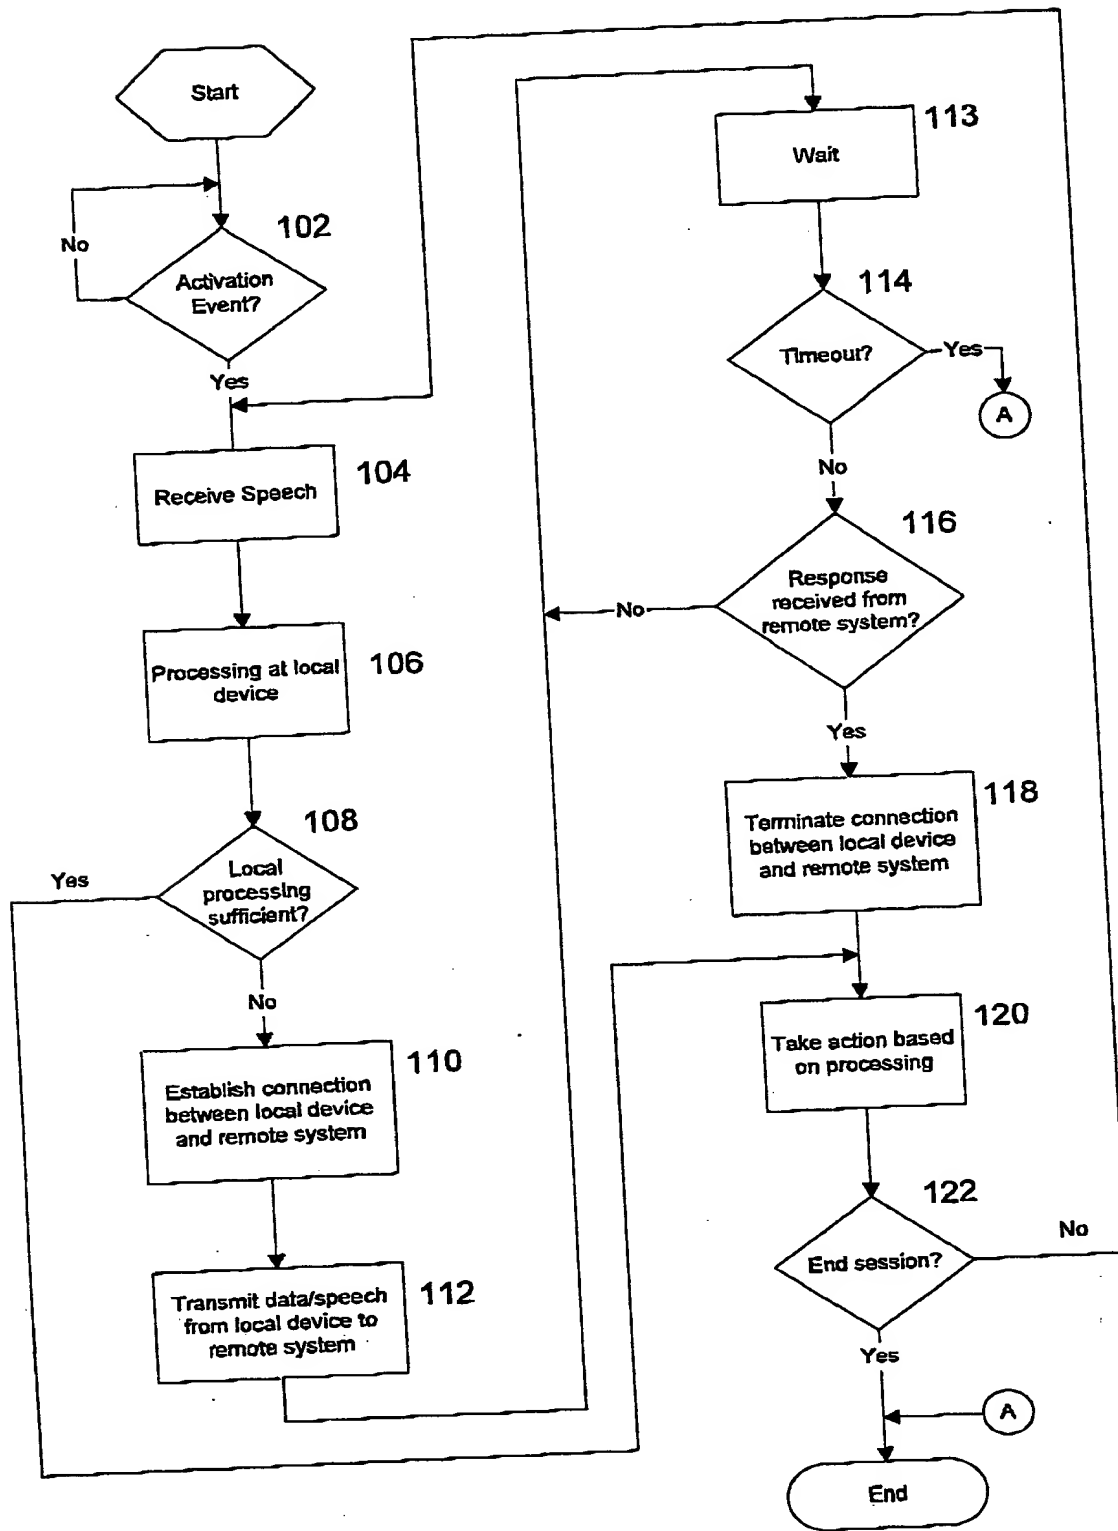 Start
102
No
Activation
Event?
Yes
104
Receive Speech
106
Processing at local
device
108
Yes
Local
processing
sufficient?
No
110
Establish connection
between local device
and remote system
112
Transmit data/speech
from local device to
remote system
113
Wait
114
Timeout?
Yes
A
No
116
Response
received from
remote system?
No
Yes
118
Terminate connection
between local device
and remote system
120
Take action based
on processing
122
End session?
No
Yes
A
End